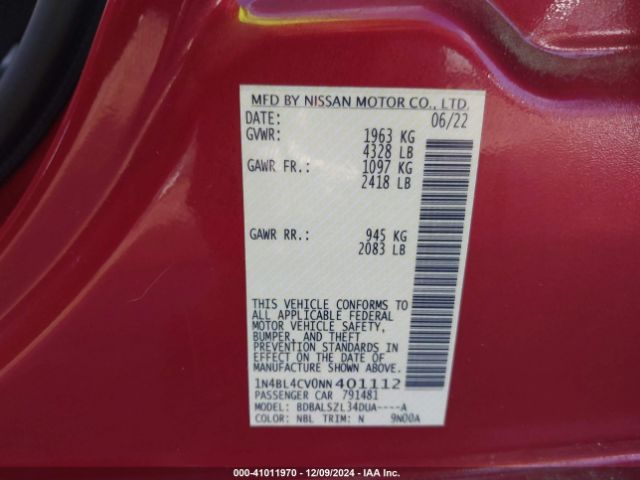 MFD BY NISSAN MOTOR CO., LTD.
DATE: 06/22
GVWR: 1963 KG
4328 LB
GAWR FR.: 1097 KG
2418 LB
GAWR RR.: 945 KG
2083 LB
THIS VEHICLE CONFORMS TO
ALL APPLICABLE FEDERAL
MOTOR VEHICLE SAFETY,
BUMPER, AND THEFT
PREVENTION STANDARDS IN
EFFECT ON THE DATE OF
MANUFACTURE SHOWN ABOVE.
1N4BL4CV0NN401112
PASSENGER CAR 791481
MODEL: BDBALSZL34DUA----A
COLOR: NBL TRIM: N 9N00A
000-41011970 - 12/09/2024 - IAAI.COM